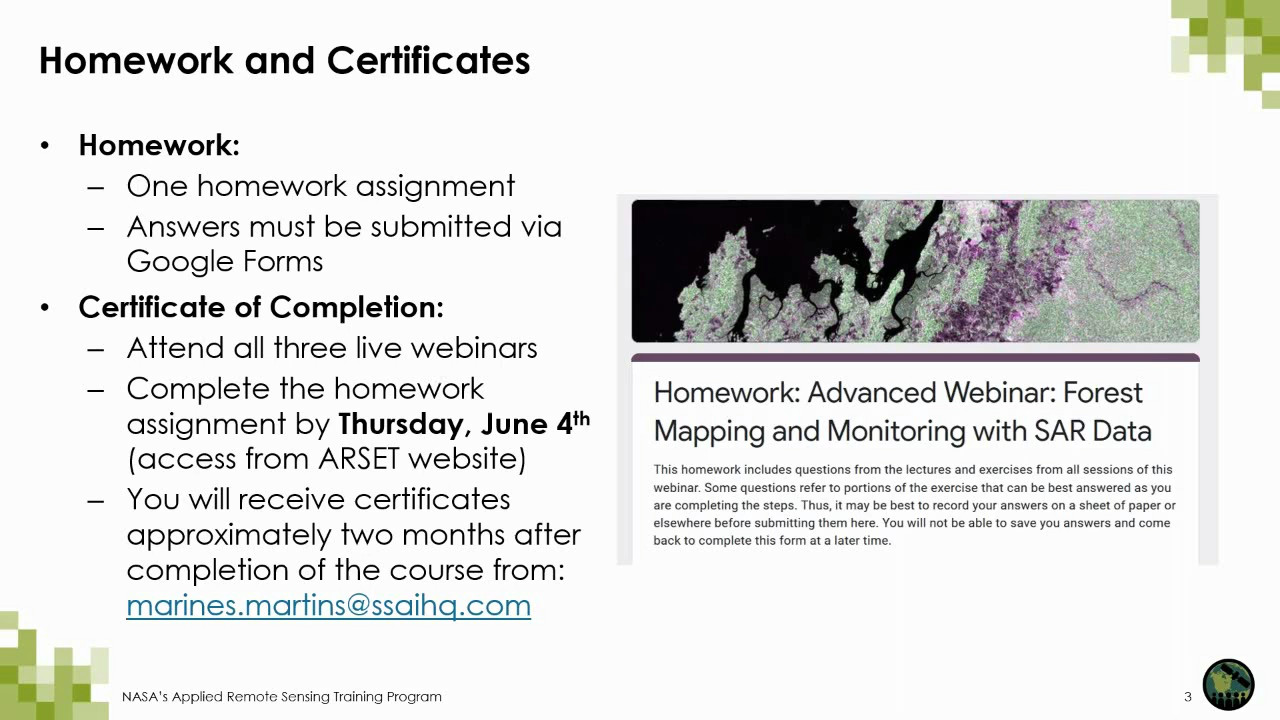 Homework and Certificates
• Homework:
– One homework assignment
– Answers must be submitted via
Google Forms
• Certificate of Completion:
– Attend all three live webinars
– Complete the homework
assignment by Thursday, June 4th
(access from ARSET website)
– You will receive certificates
approximately two months after
completion of the course from:
marines.martins@ssaihq.com
Homework: Advanced Webinar: Forest
Mapping and Monitoring with SAR Data
This homework includes questions from the lectures and exercises from all sessions of this
webinar. Some questions refer to portions of the exercise that can be best answered as you
are completing the steps. Thus, it may be best to record your answers on a sheet of paper or
elsewhere before submitting them here. You will not be able to save you answers and come
back to complete this form at a later time.
NASA's Applied Remote Sensing Training Program
3